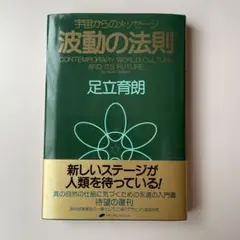 宇宙からのメッセージ
波動の法則
CONTEMPORARY WORLD CULTURE
AND ITS FUTURE
足立育朗
新しいステージが
人類を待っている!
真の自然の仕組に気づくための永遠の入門書
待望の復刊